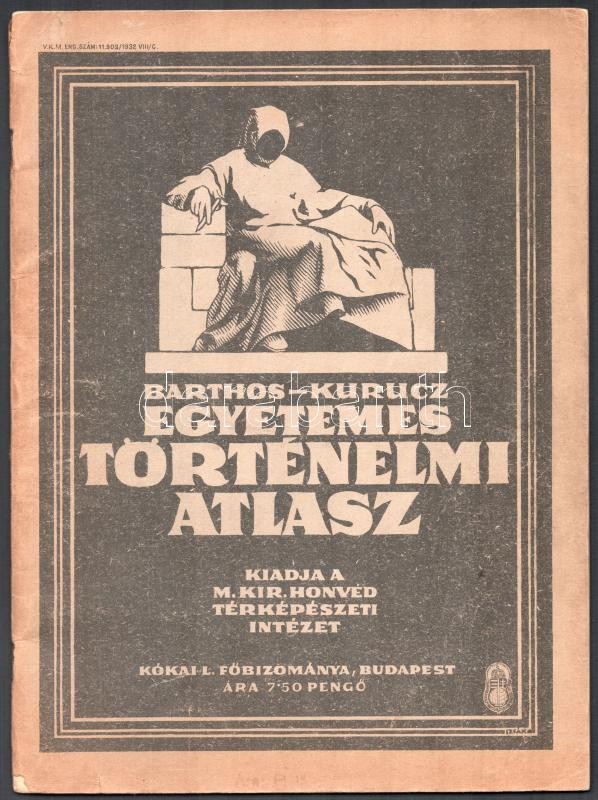 V.K.M. ENG. SZÁM: 11.903/1932 VIII/C.
BARTHOS-KURUCZ
EGYETEMES
TÖRTÉNELMI
ATLASZ
darabanth
KIADJA A
M. KIR. HONVÉD
TÉRKÉPÉSZETI
INTÉZET
KÓKAI L. FŐBIZOMÁNYA, BUDAPEST
ÁRA 7·50 PENGŐ